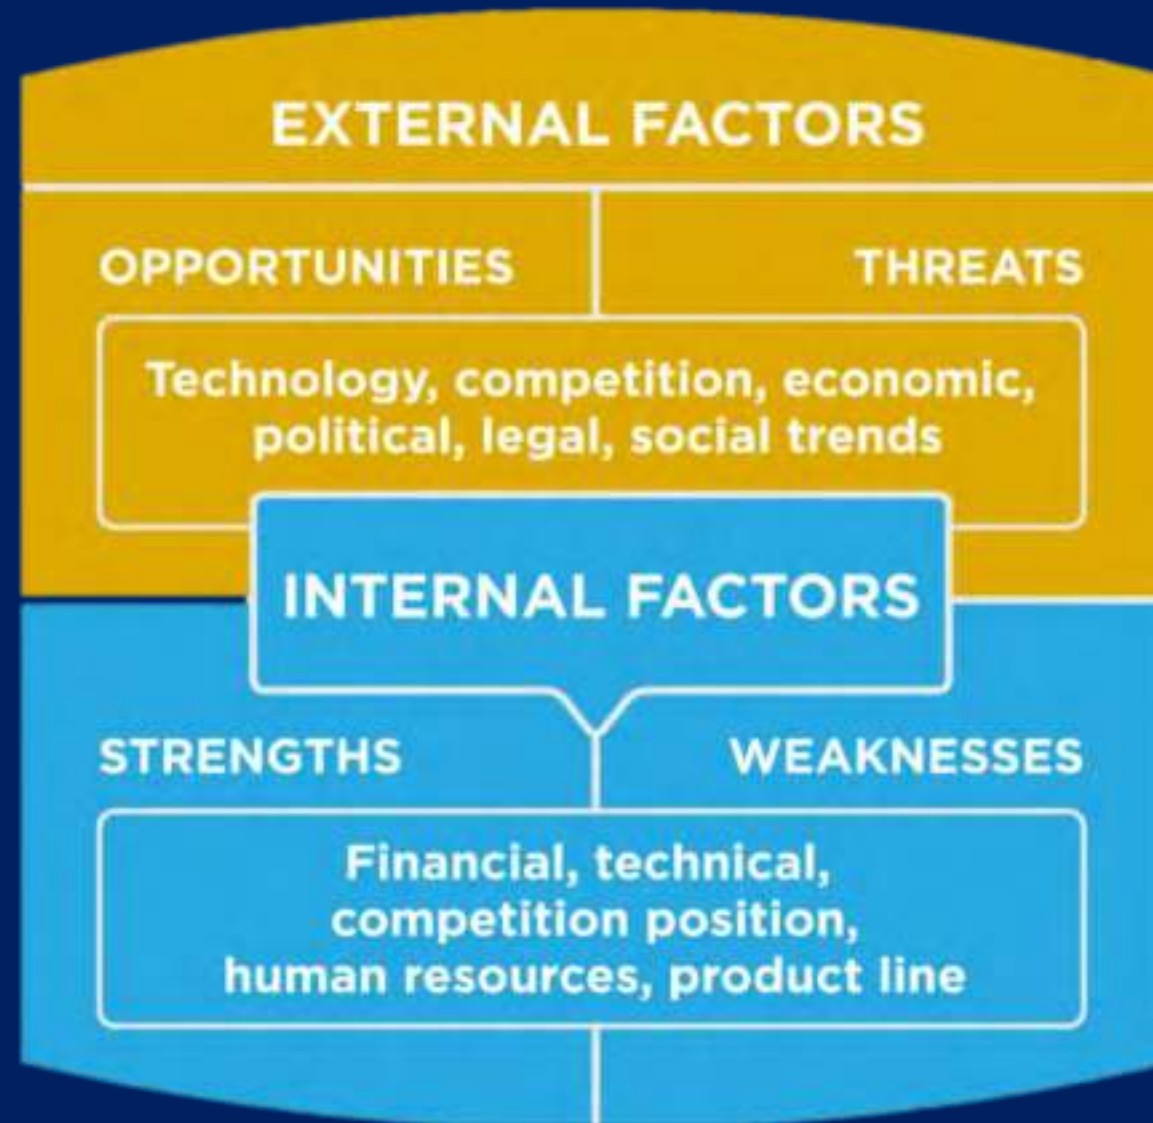 EXTERNAL FACTORS
OPPORTUNITIES
THREATS
Technology, competition, economic,
political, legal, social trends
INTERNAL FACTORS
STRENGTHS
WEAKNESSES
Financial, technical,
competition position,
human resources, product line